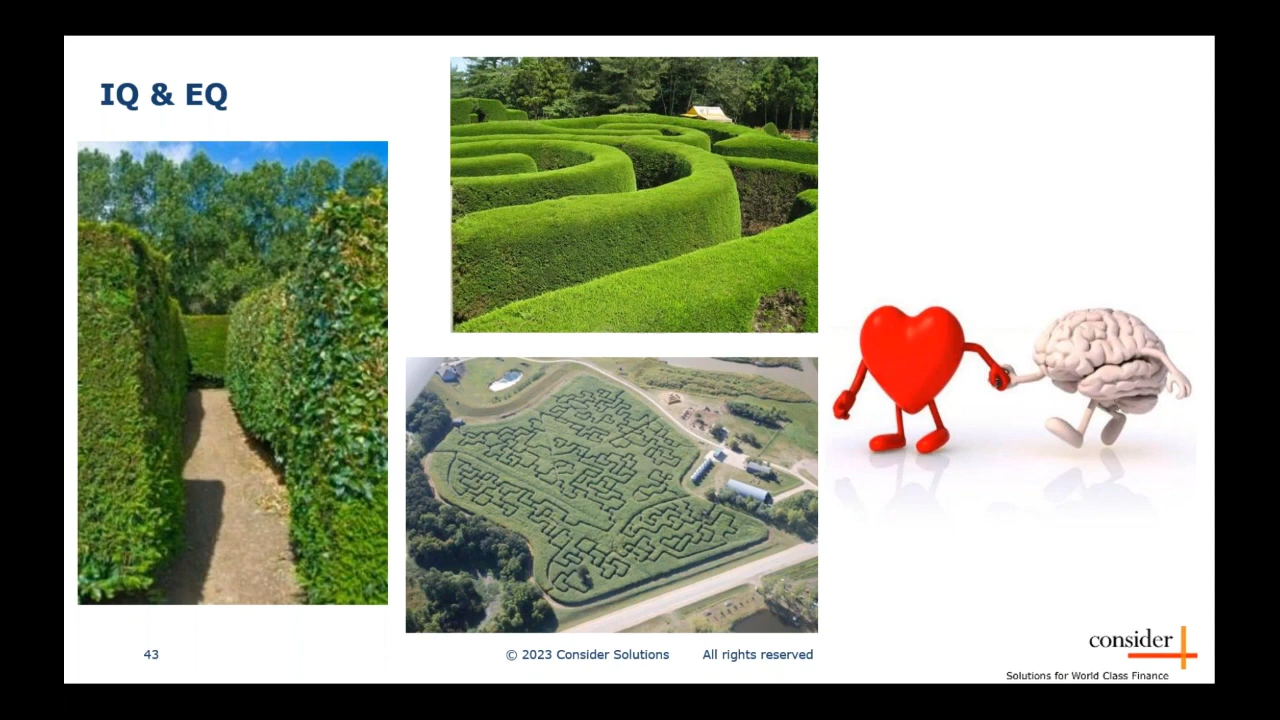 IQ & EQ
43
© 2023 Consider Solutions
All rights reserved
consider
Solutions for World Class Finance